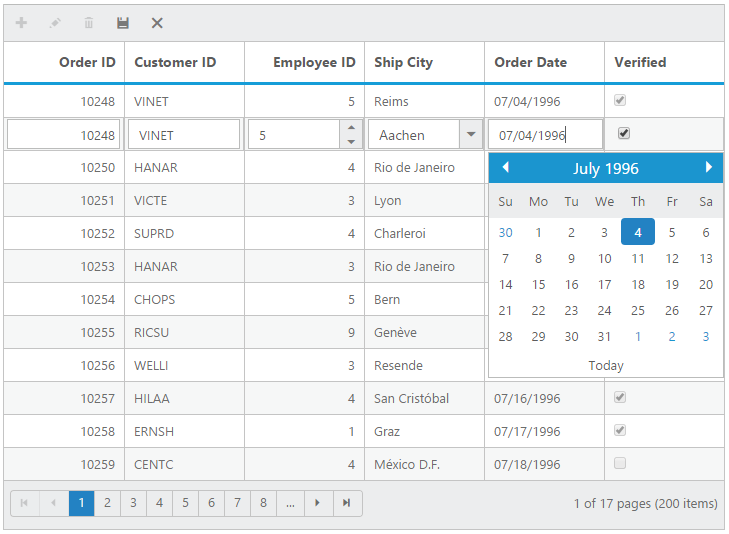 Order ID Customer ID Employee ID Ship City Order Date Verified
10248 VINET 5 Reims 07/04/1996
10248 VINET 5 Aachen 07/04/1996
10250 HANAR 4 Rio de Janeiro
July 1996
10251 VICTE 3 Lyon
Su Mo Tu We Th Fr Sa
10252 SUPRD 4 Charleroi
30 1 2 3 4 5 6
10253 HANAR 3 Rio de Janeiro
7 8 9 10 11 12 13
10254 CHOPS 5 Bern
14 15 16 17 18 19 20
21 22 23 24 25 26 27
10255 RICSU 9 Genève
28 29 30 31 1 2 3
10256 WELLI 3 Resende
Today
10257 HILAA 4 San Cristóbal 07/16/1996
10258 ERNSH 1 Graz 07/17/1996
10259 CENTC 4 México D.F. 07/18/1996
1 2 3 4 5 6 7 8 ... 1 of 17 pages (200 items)